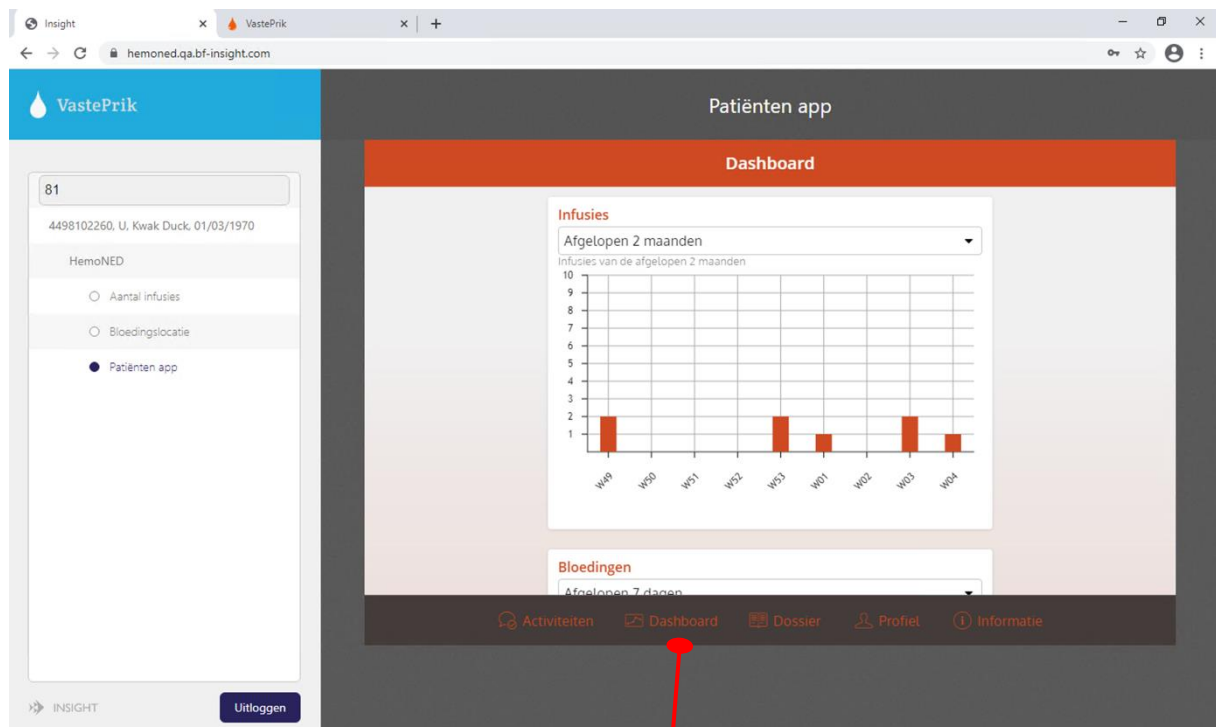 Insight
VastePrik
hemoned.qa.bf-insight.com
VastePrik
Patiënten app
81
4498102260, U, Kwak Duck, 01/03/1970
HemoNED
Aantal infusies
Bloedingslocatie
Patiënten app
Dashboard
Infusies
Afgelopen 2 maanden
Infusies van de afgelopen 2 maanden
10
9
8
7
6
5
4
3
2
1
W49 W50 W51 W52 W53 W01 W02 W03 W04
Bloedingen
Afgelopen 7 dagen
Activiteiten Dashboard Dossier Profiel Informatie
INSIGHT
Uitloggen